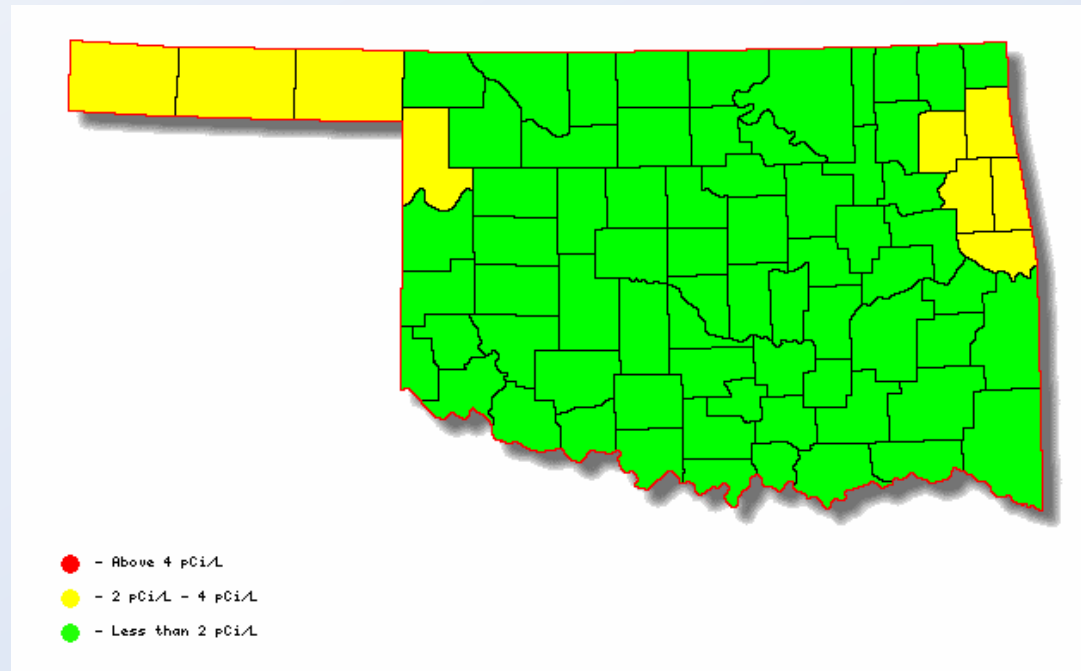 - Above 4 pCi/L
- 2 pCi/L - 4 pCi/L
- Less than 2 pCi/L